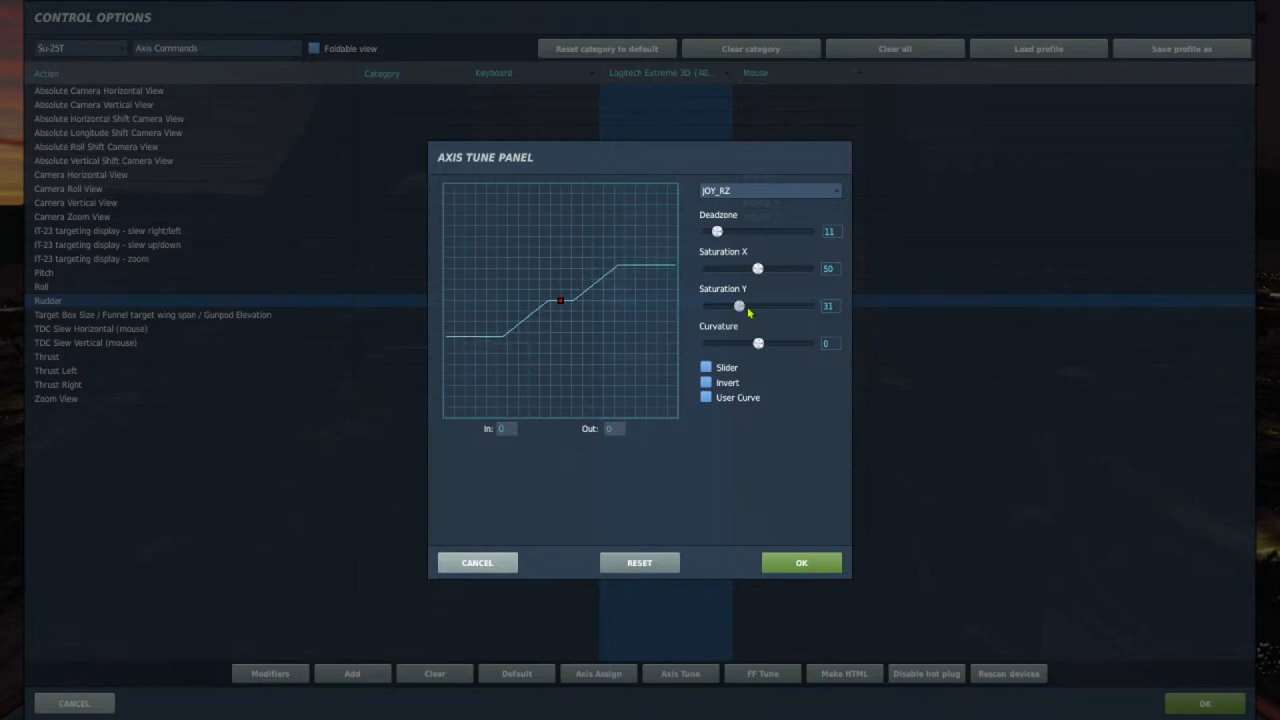 CONTROL OPTIONS
Su-25T Axis Commands Foldable view Reset category to default Clear category Clear all Load profile Save profile as
Action Category Keyboard Logitech Extreme 3D {48... Mouse
Absolute Camera Horizontal View
Absolute Camera Vertical View
Absolute Horizontal Shift Camera View
Absolute Longitude Shift Camera View
Absolute Roll Shift Camera View
Absolute Vertical Shift Camera View
Camera Horizontal View
Camera Roll View
Camera Vertical View
Camera Zoom View
IT-23 targeting display - slew right/left
IT-23 targeting display - slew up/down
IT-23 targeting display - zoom
Pitch
Roll
Rudder
Target Box Size / Funnel target wing span / Gunpod Elevation
TDC Slew Horizontal (mouse)
TDC Slew Vertical (mouse)
Thrust
Thrust Left
Thrust Right
Zoom View
AXIS TUNE PANEL
JOY_RZ
Deadzone
11
Saturation X
50
Saturation Y
31
Curvature
0
Slider
Invert
User Curve
In: 0 Out: 0
CANCEL RESET OK
Modifiers Add Clear Default Axis Assign Axis Tune FF Tune Make HTML Disable hot plug Rescan devices
CANCEL OK